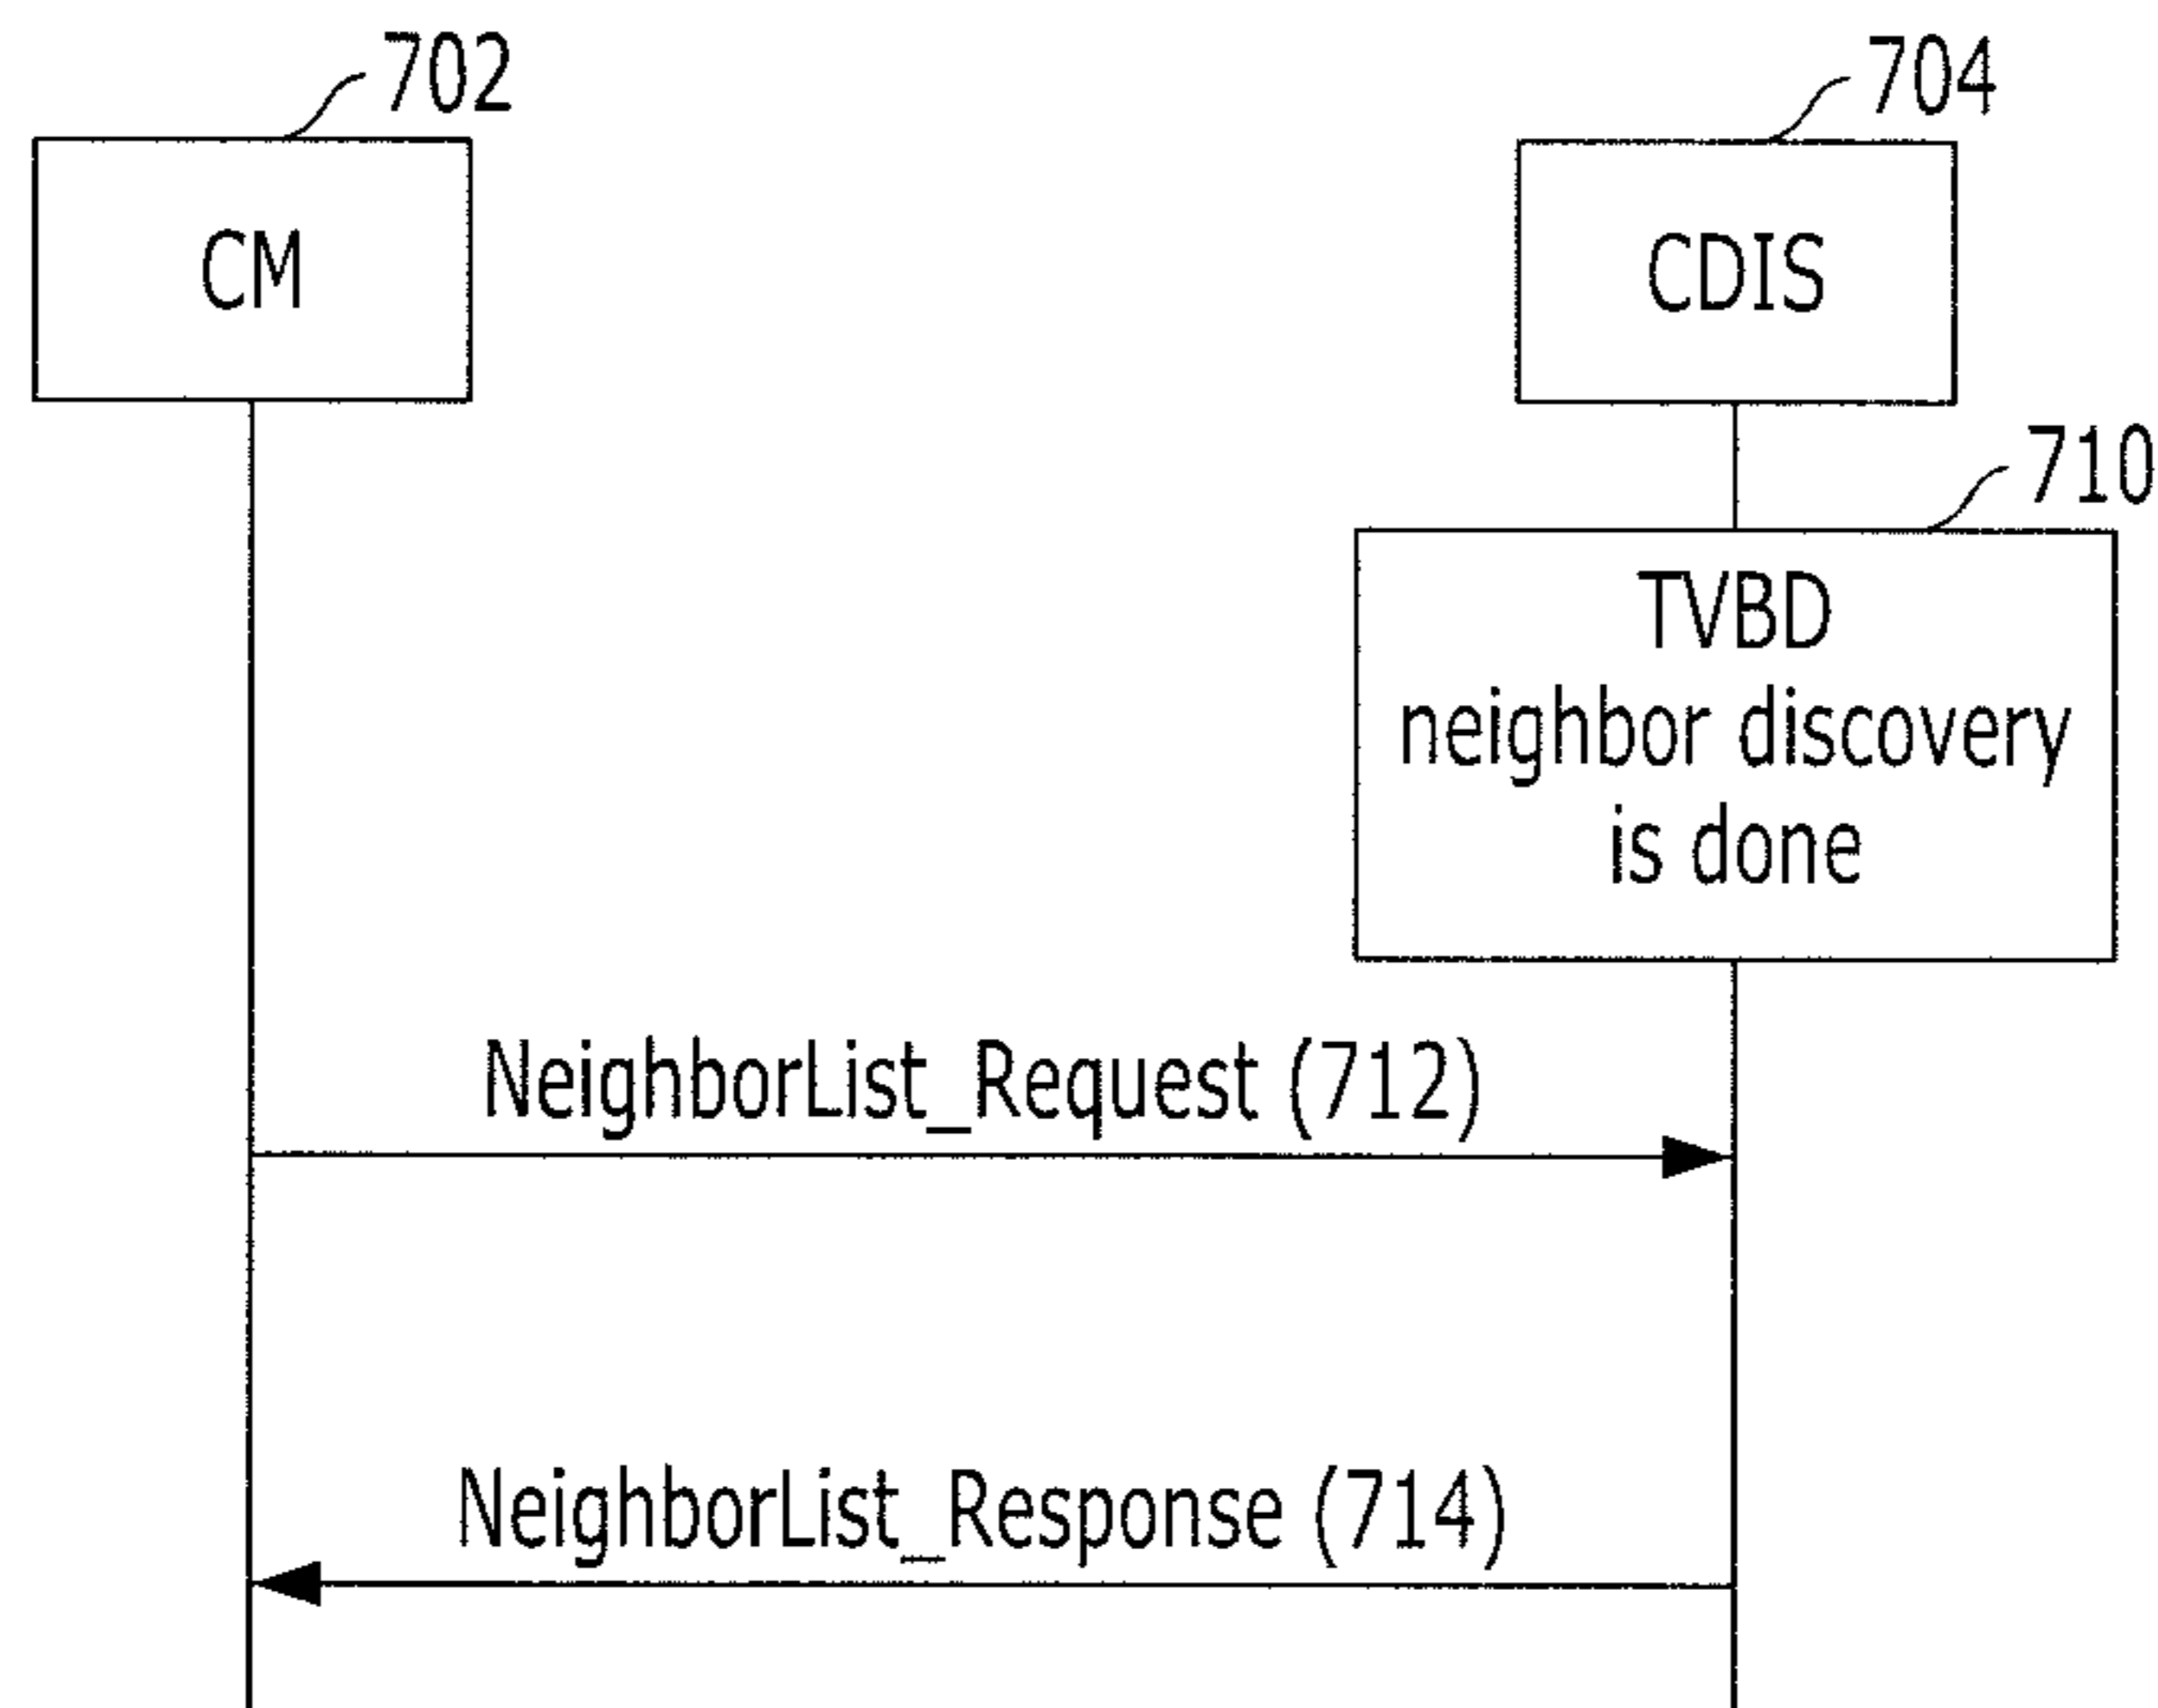 702
704
CM
CDIS
710
TVBD
neighbor discovery
is done
NeighborList_Request (712)
NeighborList_Response (714)